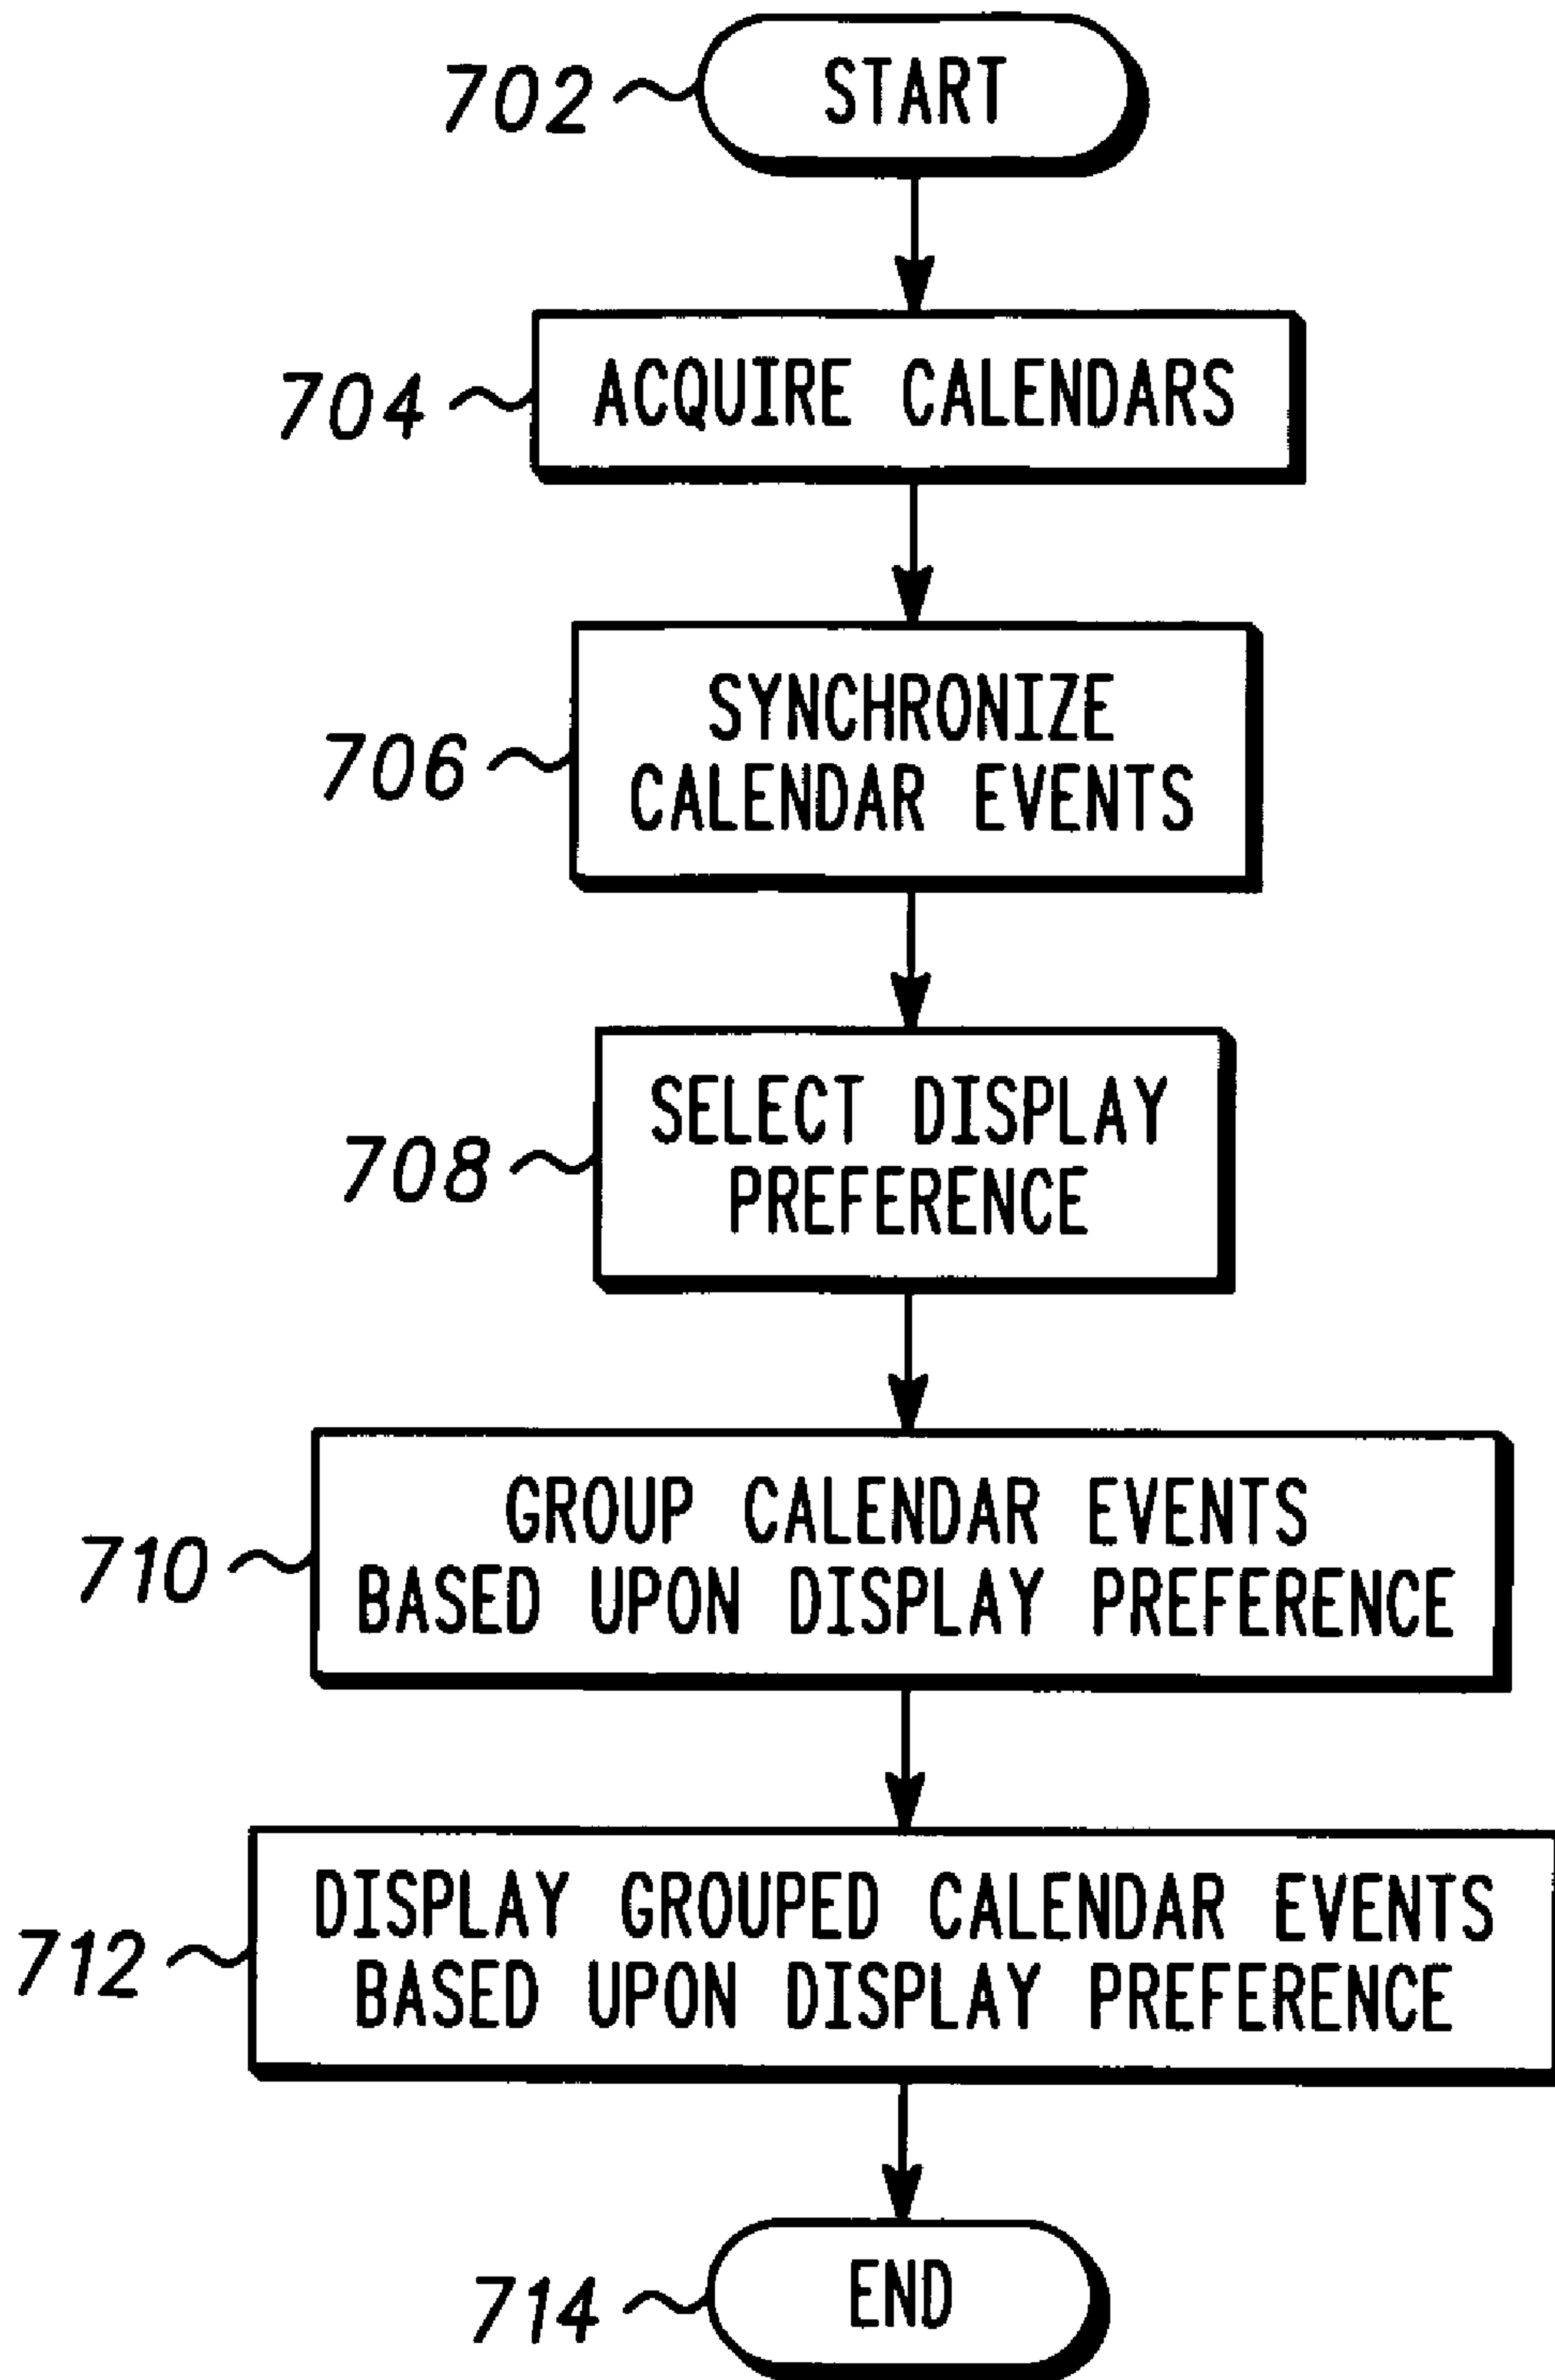 702 START
704 ACQUIRE CALENDARS
SYNCHRONIZE
706 CALENDAR EVENTS
SELECT DISPLAY
708 PREFERENCE
GROUP CALENDAR EVENTS
710 BASED UPON DISPLAY PREFERENCE
DISPLAY GROUPED CALENDAR EVENTS
712 BASED UPON DISPLAY PREFERENCE
714 END